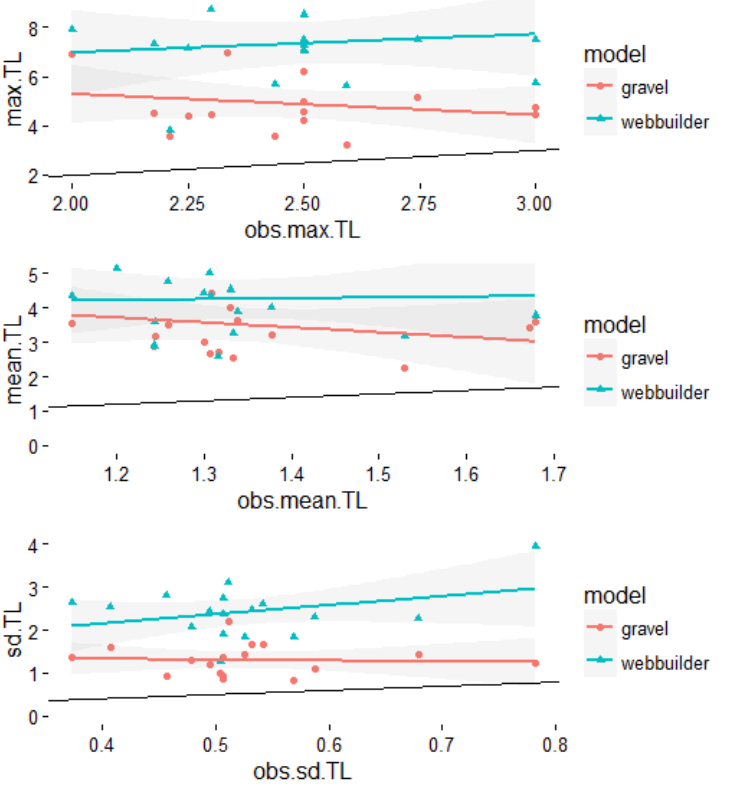 max.TL
8
6
4
2
2.00 2.25 2.50 2.75 3.00
obs.max.TL
model
gravel
webbuilder
mean.TL
5
4
3
2
1
0
1.2 1.3 1.4 1.5 1.6 1.7
obs.mean.TL
model
gravel
webbuilder
sd.TL
4
3
2
1
0
0.4 0.5 0.6 0.7 0.8
obs.sd.TL
model
gravel
webbuilder